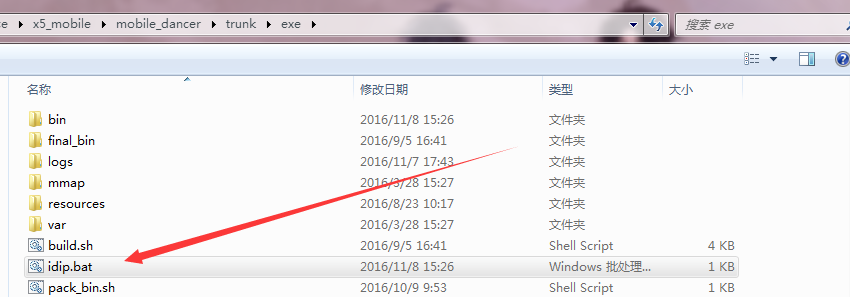 ce ▸ x5_mobile ▸ mobile_dancer ▸ trunk ▸ exe ▸ 搜索 exe
名称 修改日期 类型 大小
bin 2016/11/8 15:26 文件夹
final_bin 2016/9/5 16:41 文件夹
logs 2016/11/7 17:43 文件夹
mmap 2016/3/28 15:27 文件夹
resources 2016/8/23 10:17 文件夹
var 2016/3/28 15:27 文件夹
build.sh 2016/9/5 16:41 Shell Script 4 KB
idip.bat 2016/11/8 15:26 Windows 批处理... 1 KB
pack_bin.sh 2016/10/9 9:53 Shell Script 1 KB